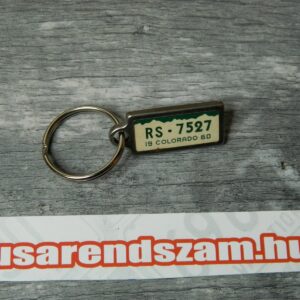 RS - 7527
19 COLORADO 60
usarendszam.hu